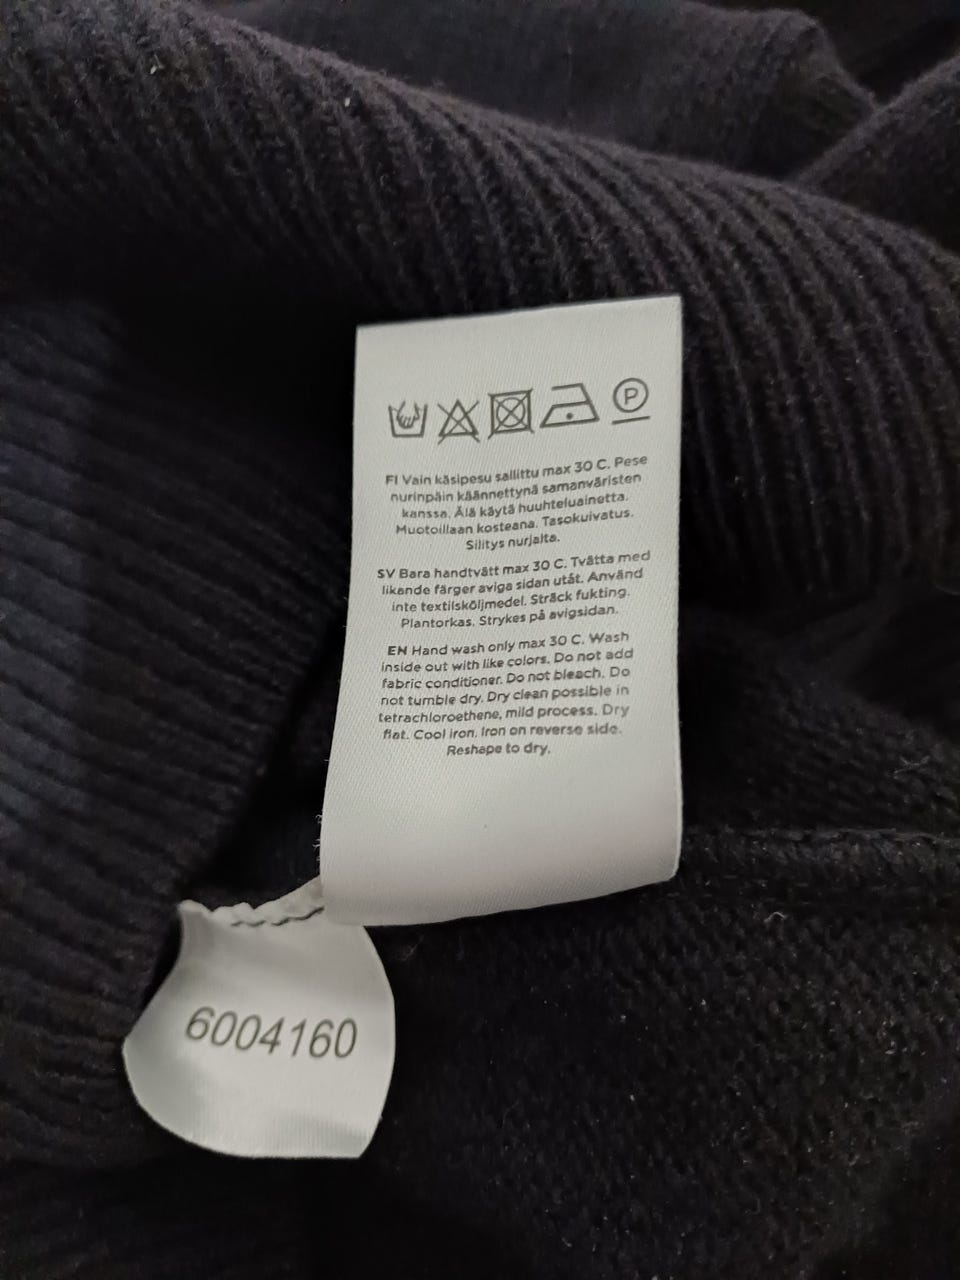 P
FI Vain käsipesu sallittu max 30 C. Pese
nurinpäin käännettynä samanväristen
kanssa. Älä käytä huuhteluainetta.
Muotoillaan kosteana. Tasokuivatus.
Silitys nurjalta.
SV Bara handtvätt max 30 C. Tvätta med
likande färger aviga sidan utåt. Använd
inte textilsköljmedel. Sträck fukting.
Plantorkas. Strykes på avigsidan.
EN Hand wash only max 30 C. Wash
inside out with like colors. Do not add
fabric conditioner. Do not bleach. Do
not tumble dry. Dry clean possible in
tetrachloroethene, mild process. Dry
flat. Cool iron. Iron on reverse side.
Reshape to dry.
6004160